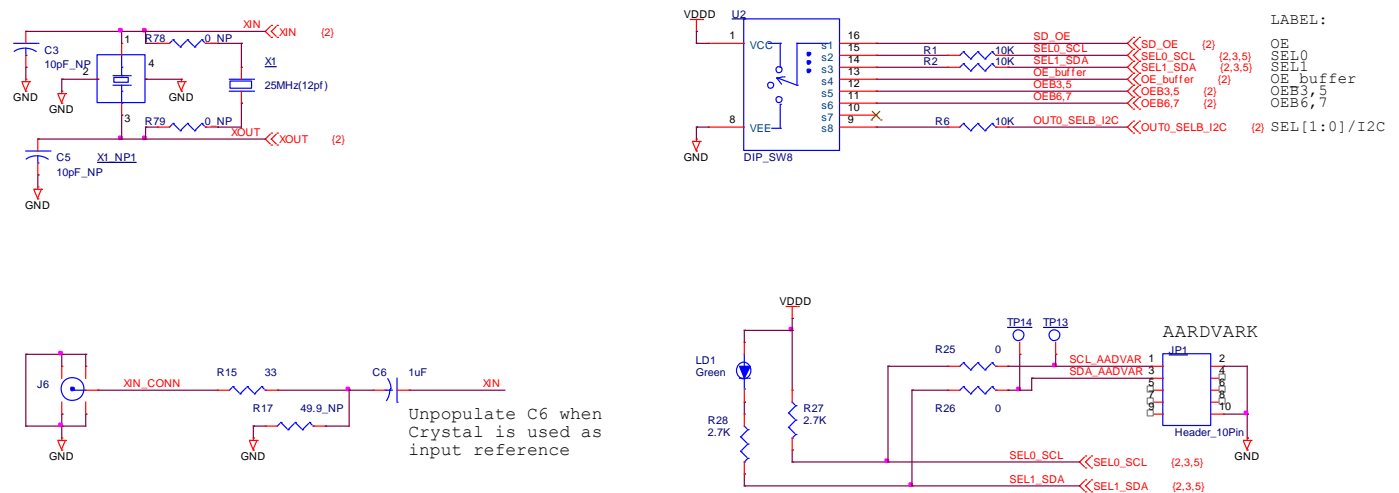 XIN
XIN {2}
R78 0_NP
C3
10pF_NP
1
2
4
GND
GND
GND
X1
25MHz(12pf)
3
R79 0_NP
XOUT
XOUT {2}
C5
10pF_NP
X1_NP1
GND
VDDD
U2
LABEL:
1 VCC
s1 16 SD_OE SD_OE {2} OE
s2 15 SEL0_SCL R1 10K SEL0_SCL {2,3,5} SEL0
s3 14 SEL1_SDA R2 10K SEL1_SDA {2,3,5} SEL1
s4 13 OE_buffer OE_buffer {2} OE_buffer
s5 12 OEB3,5 OEB3,5 {2} OEB3,5
s6 11 OEB6,7 OEB6,7 {2} OEB6,7
s7 10
8 VEE
s8 9 R6 10K OUT0_SELB_I2C OUT0_SELB_I2C {2} SEL[1:0]/I2C
GND
DIP_SW8
J6
XIN_CONN
R15 33
C6 1uF
XIN
R17 49.9_NP
GND
GND
Unpopulate C6 when
Crystal is used as
input reference
VDDD
LD1
Green
R28
2.7K
R27
2.7K
TP14 TP13
AARDVARK
JP1
R25 0
SCL_AADVAR
SDA_AADVAR
R26 0
1 2
3 4
5 6
7 8
9 10
Header_10Pin
GND
SEL0_SCL SEL0_SCL {2,3,5}
SEL1_SDA SEL1_SDA {2,3,5}